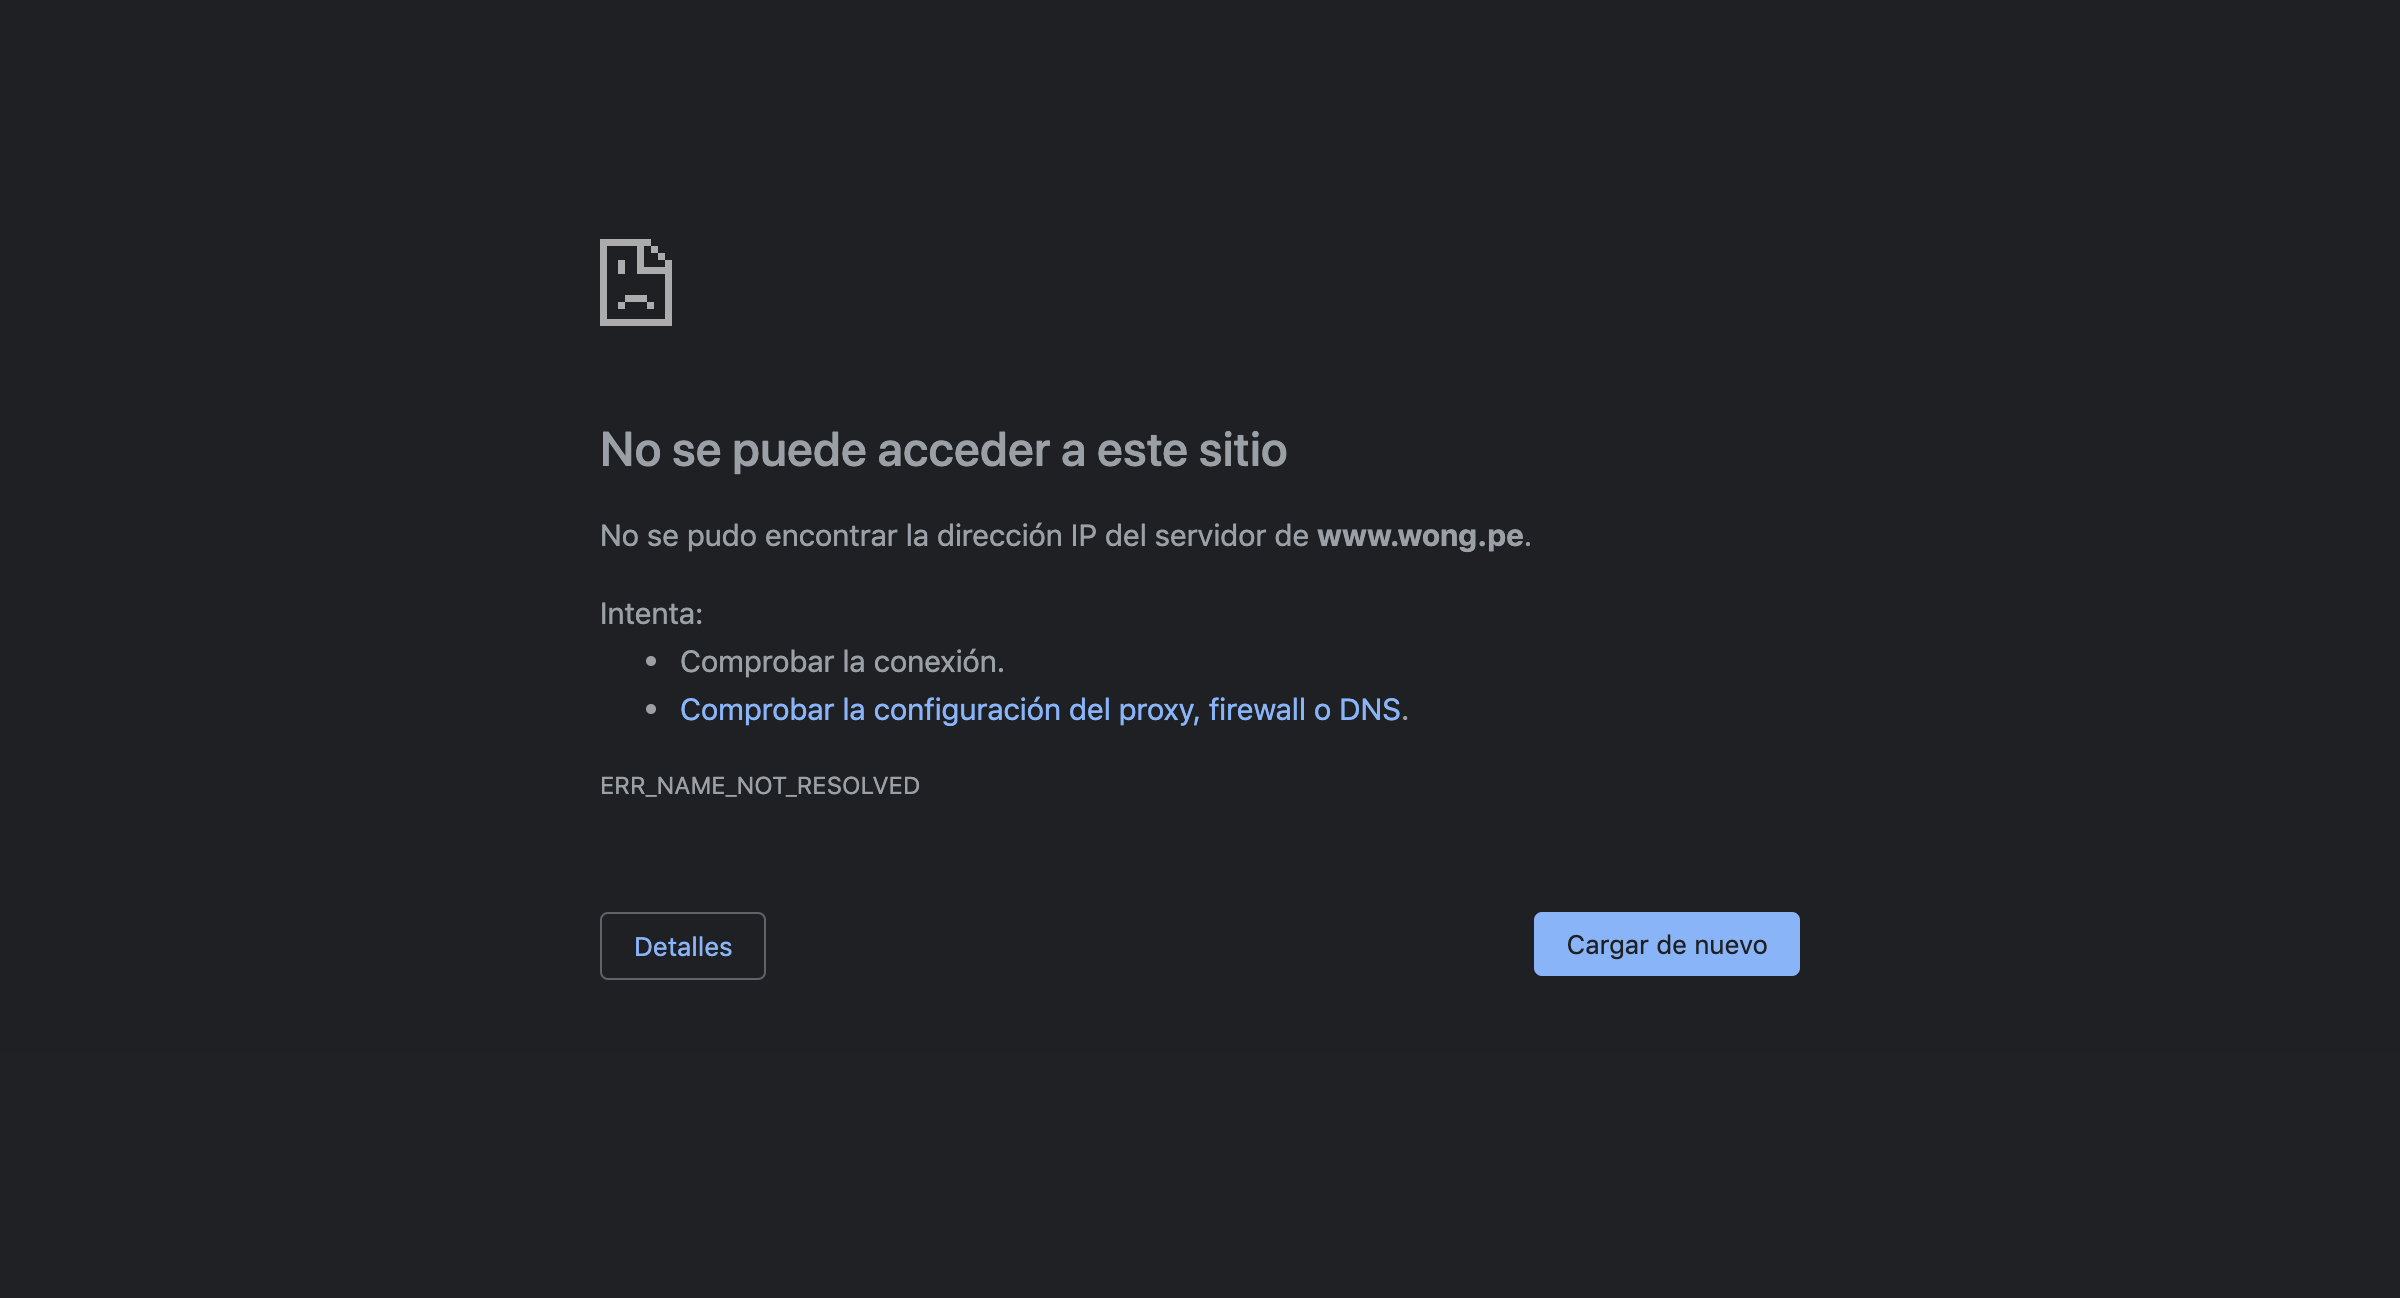 No se puede acceder a este sitio
No se pudo encontrar la dirección IP del servidor de www.wong.pe.
Intenta:
• Comprobar la conexión.
• Comprobar la configuración del proxy, firewall o DNS.
ERR_NAME_NOT_RESOLVED
Detalles
Cargar de nuevo